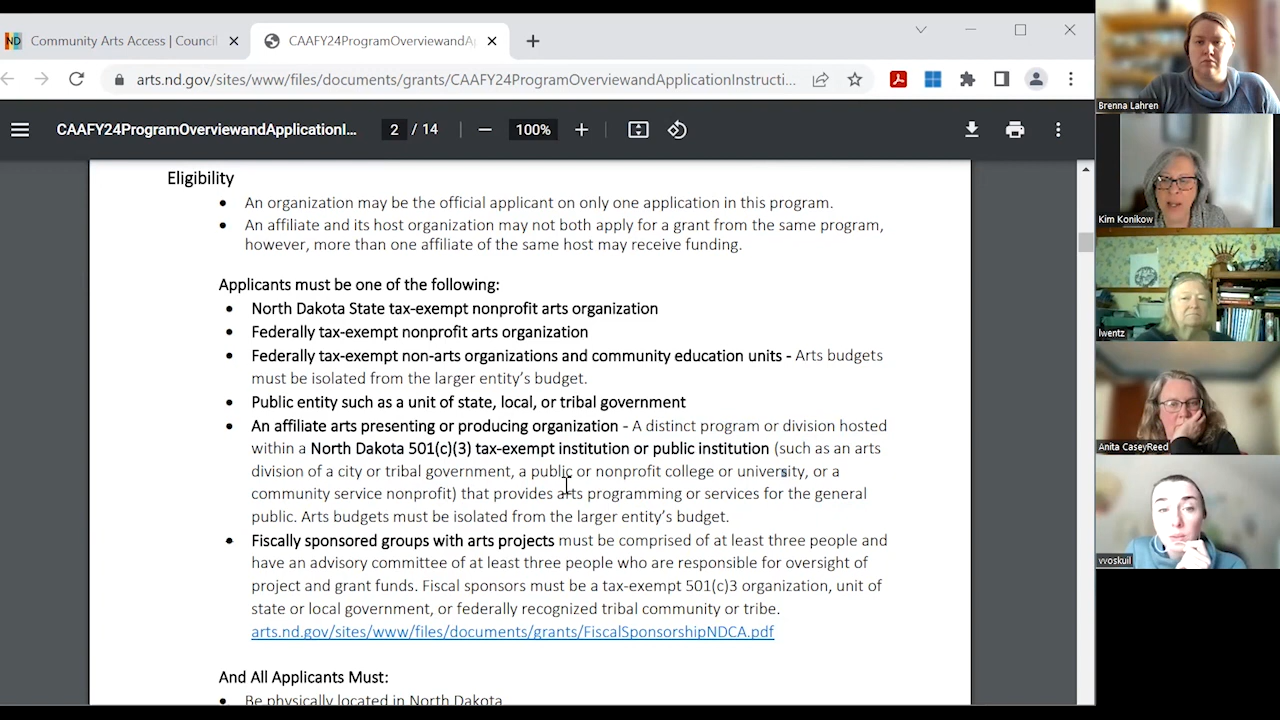 Community Arts Access | Council
CAAFY24ProgramOverviewandA
arts.nd.gov/sites/www/files/documents/grants/CAAFY24ProgramOverviewandApplicationInstructi...
CAAFY24ProgramOverviewandApplicationI...
2 / 14
100%
Eligibility
• An organization may be the official applicant on only one application in this program.
• An affiliate and its host organization may not both apply for a grant from the same program,
however, more than one affiliate of the same host may receive funding.
Applicants must be one of the following:
• North Dakota State tax-exempt nonprofit arts organization
• Federally tax-exempt nonprofit arts organization
• Federally tax-exempt non-arts organizations and community education units - Arts budgets
must be isolated from the larger entity's budget.
• Public entity such as a unit of state, local, or tribal government
• An affiliate arts presenting or producing organization - A distinct program or division hosted
within a North Dakota 501(c)(3) tax-exempt institution or public institution (such as an arts
division of a city or tribal government, a public or nonprofit college or university, or a
community service nonprofit) that provides arts programming or services for the general
public. Arts budgets must be isolated from the larger entity's budget.
• Fiscally sponsored groups with arts projects must be comprised of at least three people and
have an advisory committee of at least three people who are responsible for oversight of
project and grant funds. Fiscal sponsors must be a tax-exempt 501(c)3 organization, unit of
state or local government, or federally recognized tribal community or tribe.
arts.nd.gov/sites/www/files/documents/grants/FiscalSponsorshipNDCA.pdf
And All Applicants Must:
• Be physically located in North Dakota
Brenna Lahren
Kim Konikow
lwentz
Anita CaseyReed
vvoskuil
ND